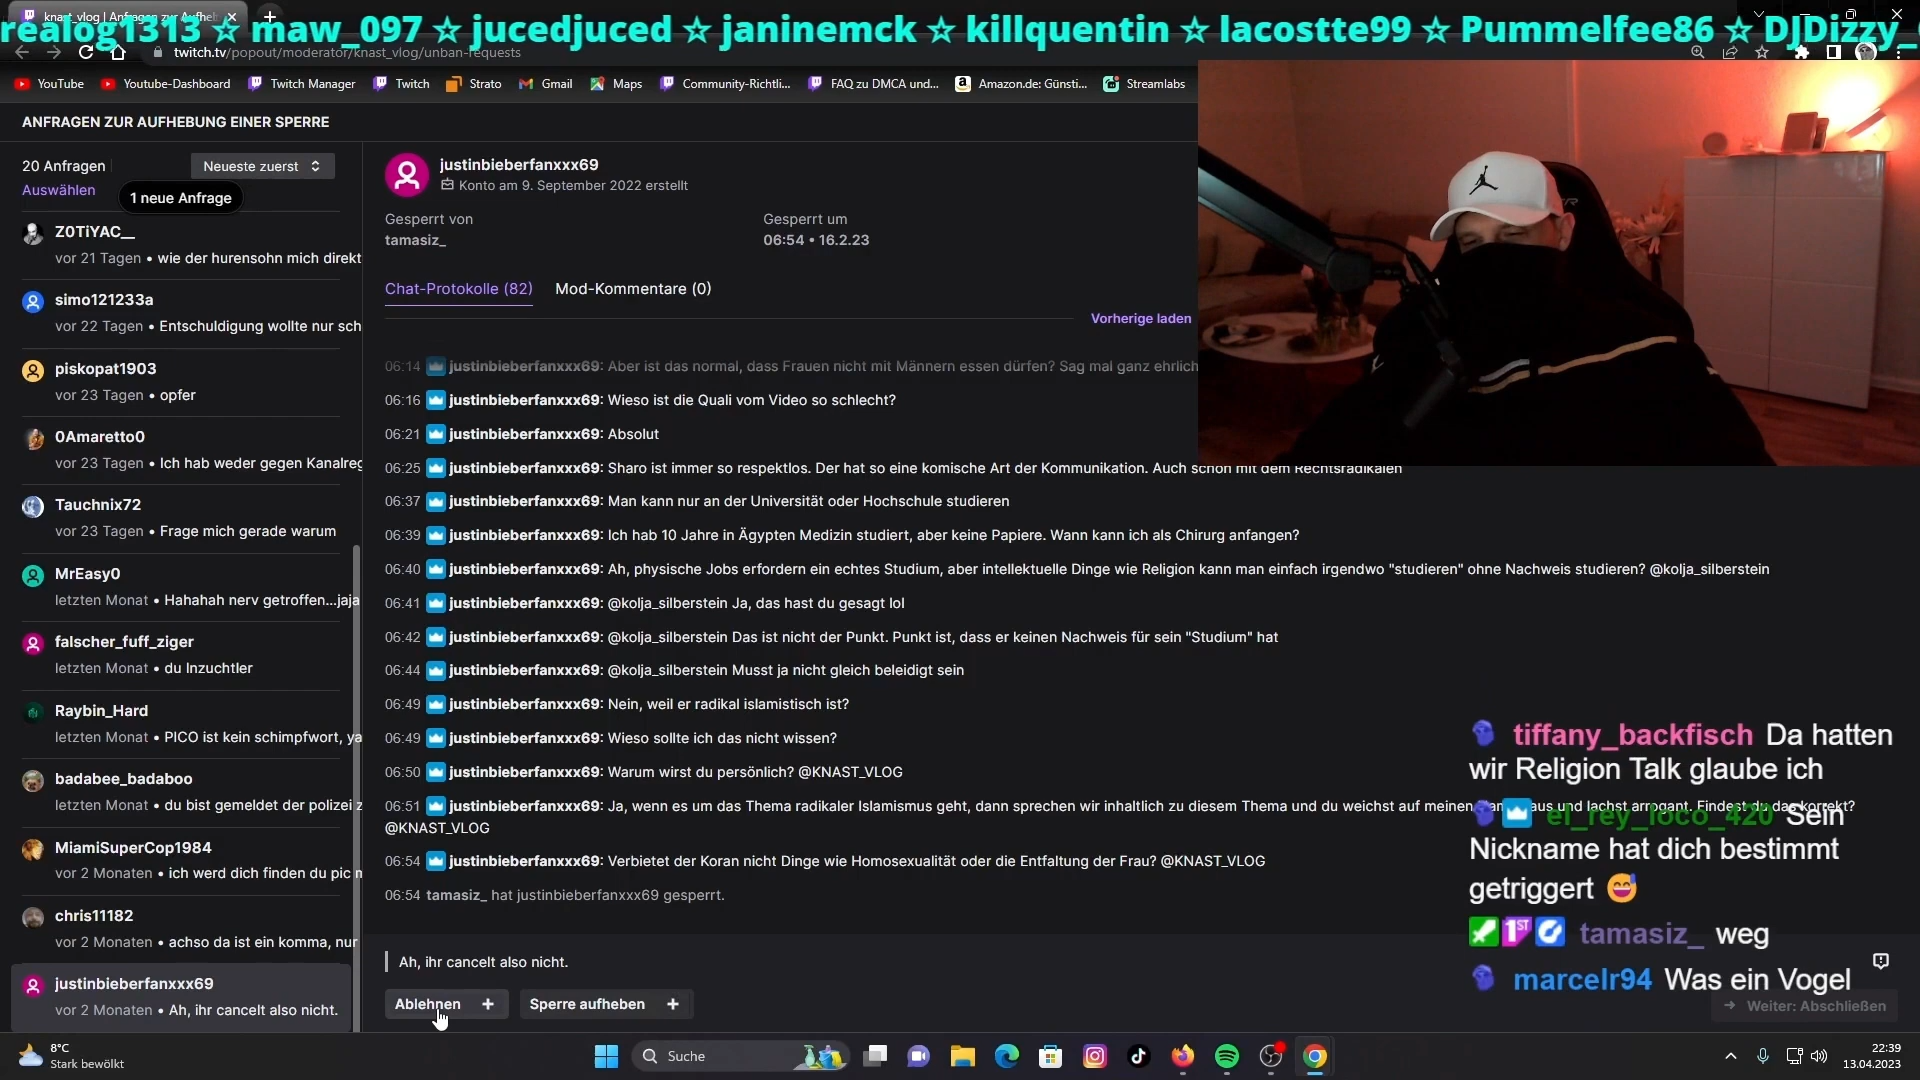 realog1313 ☆ maw_097 ☆ jucedjuced ☆ janinemck ☆ killquentin ☆ lacostte99 ☆ Pummelfee86 ☆ DJDizzy_
knast_vlog | Anfragen zur Aufheb
twitch.tv/popout/moderator/knast_vlog/unban-requests
YouTube Youtube-Dashboard Twitch Manager Twitch Strato Gmail Maps Community-Richtli... FAQ zu DMCA und... Amazon.de: Günsti... Streamlabs
ANFRAGEN ZUR AUFHEBUNG EINER SPERRE
20 Anfragen
Neueste zuerst
Auswählen
1 neue Anfrage
Z0TiYAC__
vor 21 Tagen • wie der hurensohn mich direkt
simo121233a
vor 22 Tagen • Entschuldigung wollte nur sch
piskopat1903
vor 23 Tagen • opfer
0Amaretto0
vor 23 Tagen • Ich hab weder gegen Kanalreg
Tauchnix72
vor 23 Tagen • Frage mich gerade warum
MrEasy0
letzten Monat • Hahahah nerv getroffen...jaja
falscher_fuff_ziger
letzten Monat • du Inzuchtler
Raybin_Hard
letzten Monat • PICO ist kein schimpfwort, ya
badabee_badaboo
letzten Monat • du bist gemeldet der polizei z
MiamiSuperCop1984
vor 2 Monaten • ich werd dich finden du pic m
chris11182
vor 2 Monaten • achso da ist ein komma, nur
justinbieberfanxxx69
vor 2 Monaten • Ah, ihr cancelt also nicht.
justinbieberfanxxx69
Konto am 9. September 2022 erstellt
Gesperrt von
tamasiz_
Gesperrt um
06:54 • 16.2.23
Chat-Protokolle (82)
Mod-Kommentare (0)
Vorherige laden
06:14 justinbieberfanxxx69: Aber ist das normal, dass Frauen nicht mit Männern essen dürfen? Sag mal ganz ehrlich
06:16 justinbieberfanxxx69: Wieso ist die Quali vom Video so schlecht?
06:21 justinbieberfanxxx69: Absolut
06:25 justinbieberfanxxx69: Sharo ist immer so respektlos. Der hat so eine komische Art der Kommunikation. Auch schon mit dem Rechtsradikalen
06:37 justinbieberfanxxx69: Man kann nur an der Universität oder Hochschule studieren
06:39 justinbieberfanxxx69: Ich hab 10 Jahre in Ägypten Medizin studiert, aber keine Papiere. Wann kann ich als Chirurg anfangen?
06:40 justinbieberfanxxx69: Ah, physische Jobs erfordern ein echtes Studium, aber intellektuelle Dinge wie Religion kann man einfach irgendwo "studieren" ohne Nachweis studieren? @kolja_silberstein
06:41 justinbieberfanxxx69: @kolja_silberstein Ja, das hast du gesagt lol
06:42 justinbieberfanxxx69: @kolja_silberstein Das ist nicht der Punkt. Punkt ist, dass er keinen Nachweis für sein "Studium" hat
06:44 justinbieberfanxxx69: @kolja_silberstein Musst ja nicht gleich beleidigt sein
06:49 justinbieberfanxxx69: Nein, weil er radikal islamistisch ist?
06:49 justinbieberfanxxx69: Wieso sollte ich das nicht wissen?
06:50 justinbieberfanxxx69: Warum wirst du persönlich? @KNAST_VLOG
06:51 justinbieberfanxxx69: Ja, wenn es um das Thema radikaler Islamismus geht, dann sprechen wir inhaltlich zu diesem Thema und du weichst auf meinen aus und lachst arrogant. Findest du das korrekt?
@KNAST_VLOG
06:54 justinbieberfanxxx69: Verbietet der Koran nicht Dinge wie Homosexualität oder die Entfaltung der Frau? @KNAST_VLOG
06:54 tamasiz_ hat justinbieberfanxxx69 gesperrt.
Ah, ihr cancelt also nicht.
Ablehnen +
Sperre aufheben +
Weiter: Abschließen
tiffany_backfisch Da hatten
wir Religion Talk glaube ich
el_rey_loco_420 Sein
Nickname hat dich bestimmt
getriggert 😅
1ST tamasiz_ weg
marcelr94 Was ein Vogel
8°C
Stark bewölkt
Suche
22:39
13.04.2023